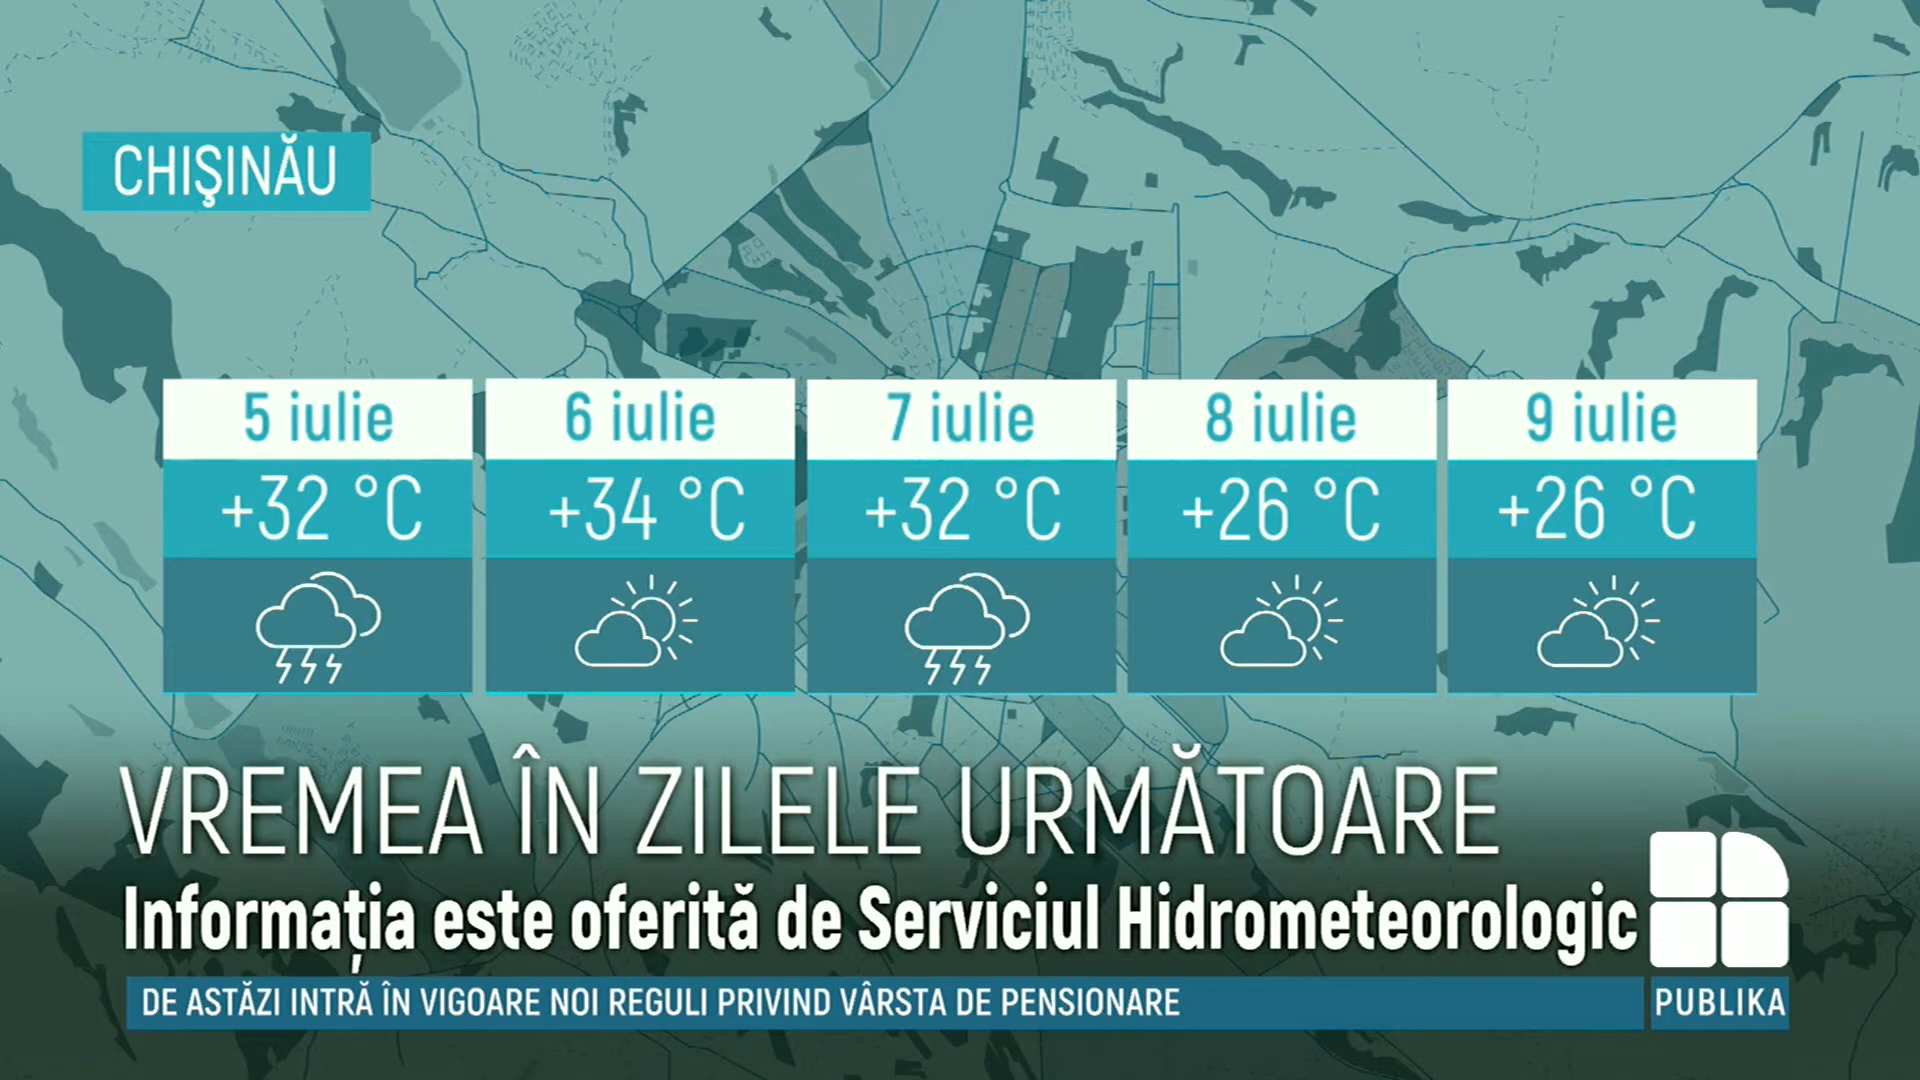 CHIŞINĂU
5 iulie
6 iulie
7 iulie
8 iulie
9 iulie
+32 °C
+34 °C
+32 °C
+26 °C
+26 °C
VREMEA ÎN ZILELE URMĂTOARE
Informația este oferită de Serviciul Hidrometeorologic
DE ASTĂZI INTRĂ ÎN VIGOARE NOI REGULI PRIVIND VÂRSTA DE PENSIONARE
PUBLIKA